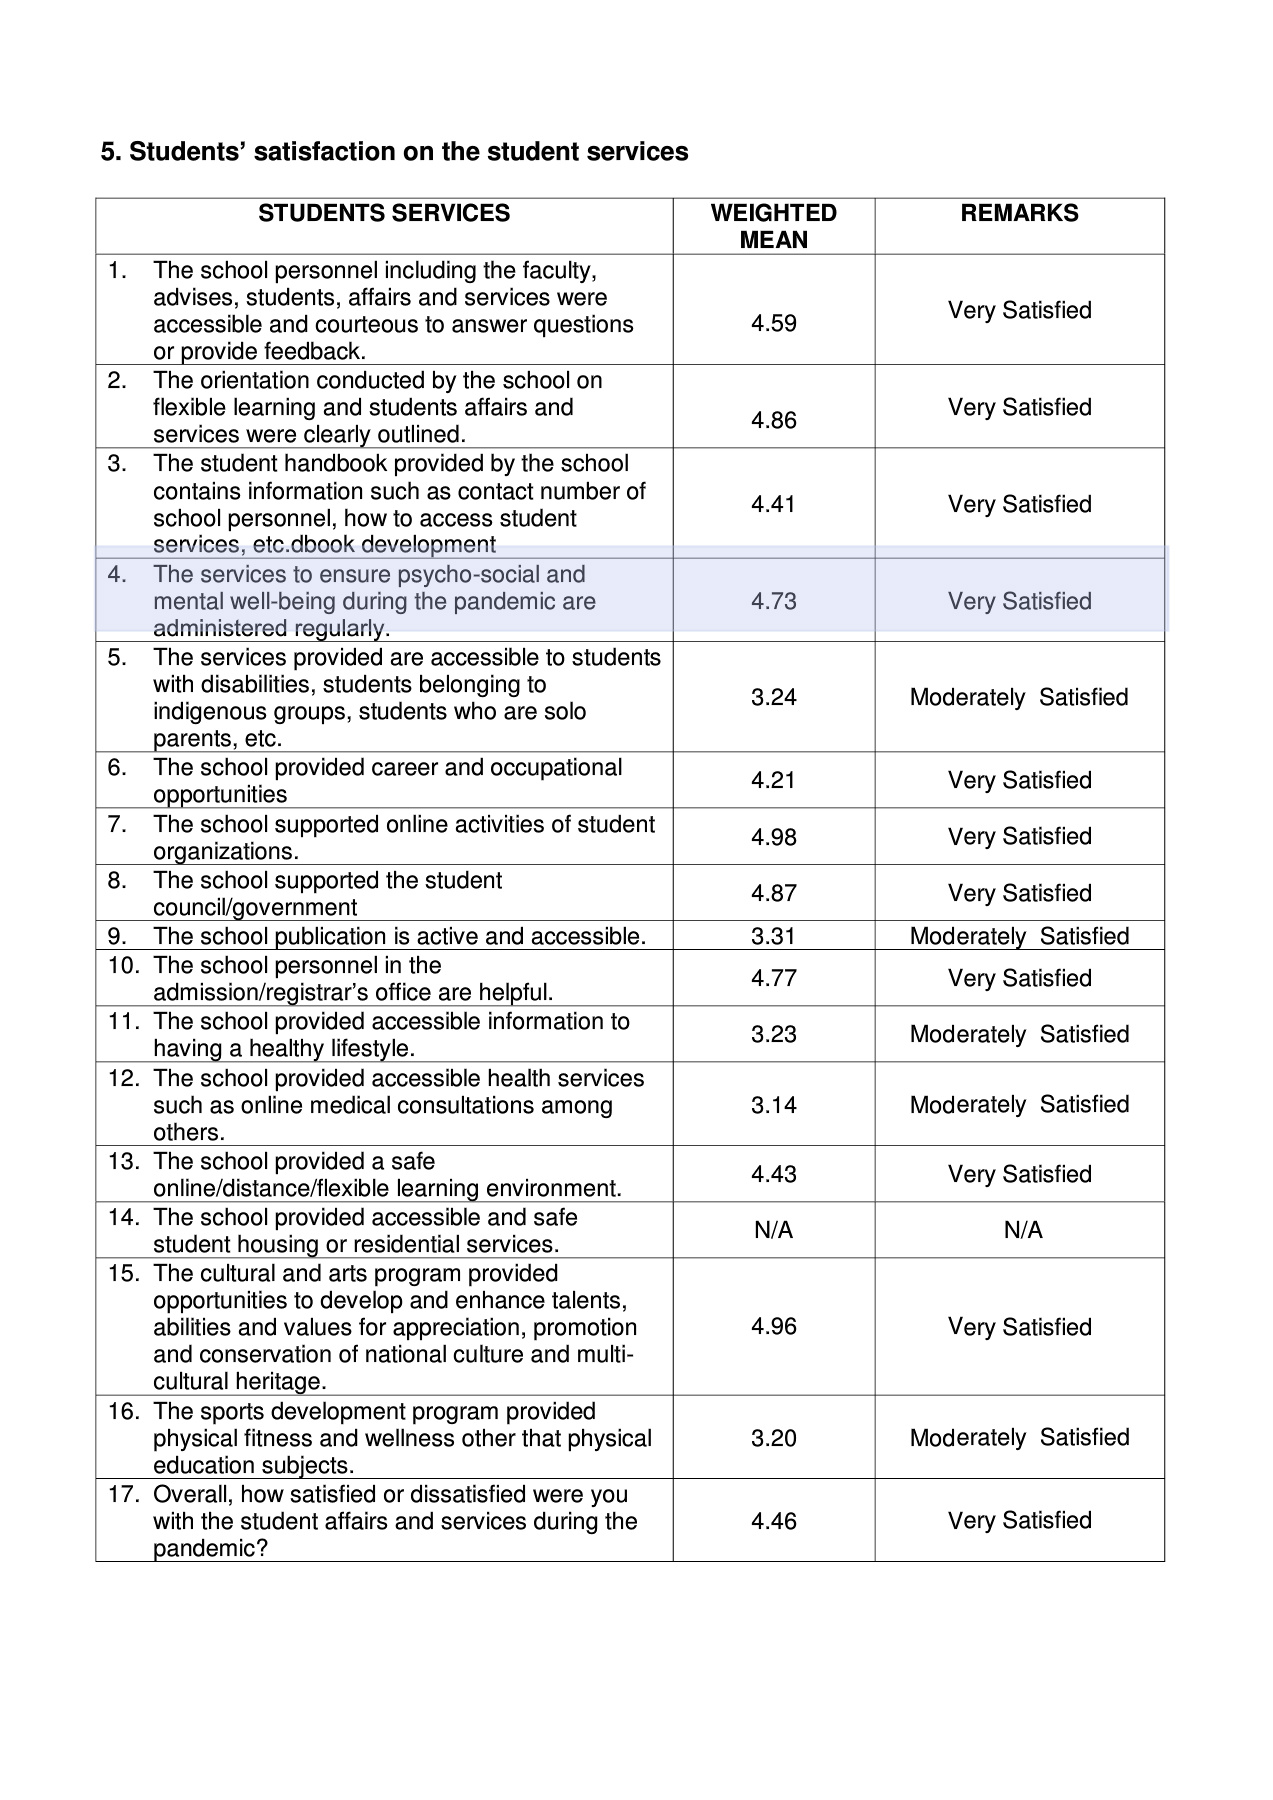 5. Students’ satisfaction on the student services
STUDENTS SERVICES
WEIGHTED
MEAN
REMARKS
1. The school personnel including the faculty,
advises, students, affairs and services were
accessible and courteous to answer questions
or provide feedback.
4.59
Very Satisfied
2. The orientation conducted by the school on
flexible learning and students affairs and
services were clearly outlined.
4.86
Very Satisfied
3. The student handbook provided by the school
contains information such as contact number of
school personnel, how to access student
services, etc.dbook development
4.41
Very Satisfied
4. The services to ensure psycho-social and
mental well-being during the pandemic are
administered regularly.
4.73
Very Satisfied
5. The services provided are accessible to students
with disabilities, students belonging to
indigenous groups, students who are solo
parents, etc.
3.24
Moderately Satisfied
6. The school provided career and occupational
opportunities
4.21
Very Satisfied
7. The school supported online activities of student
organizations.
4.98
Very Satisfied
8. The school supported the student
council/government
4.87
Very Satisfied
9. The school publication is active and accessible.
3.31
Moderately Satisfied
10. The school personnel in the
admission/registrar’s office are helpful.
4.77
Very Satisfied
11. The school provided accessible information to
having a healthy lifestyle.
3.23
Moderately Satisfied
12. The school provided accessible health services
such as online medical consultations among
others.
3.14
Moderately Satisfied
13. The school provided a safe
online/distance/flexible learning environment.
4.43
Very Satisfied
14. The school provided accessible and safe
student housing or residential services.
N/A
N/A
15. The cultural and arts program provided
opportunities to develop and enhance talents,
abilities and values for appreciation, promotion
and conservation of national culture and multi-
cultural heritage.
4.96
Very Satisfied
16. The sports development program provided
physical fitness and wellness other that physical
education subjects.
3.20
Moderately Satisfied
17. Overall, how satisfied or dissatisfied were you
with the student affairs and services during the
pandemic?
4.46
Very Satisfied